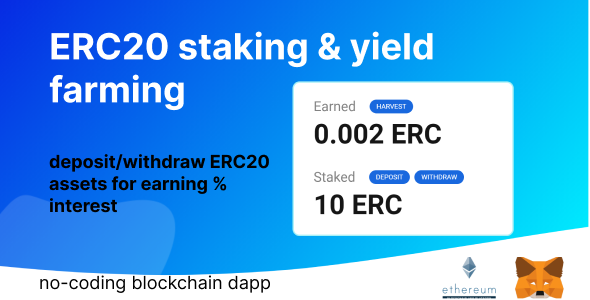 ERC20 staking & yield
farming
Earned HARVEST
0.002 ERC
deposit/withdraw ERC20
assets for earning %
interest
Staked DEPOSIT WITHDRAW
10 ERC
no-coding blockchain dapp
ethereum